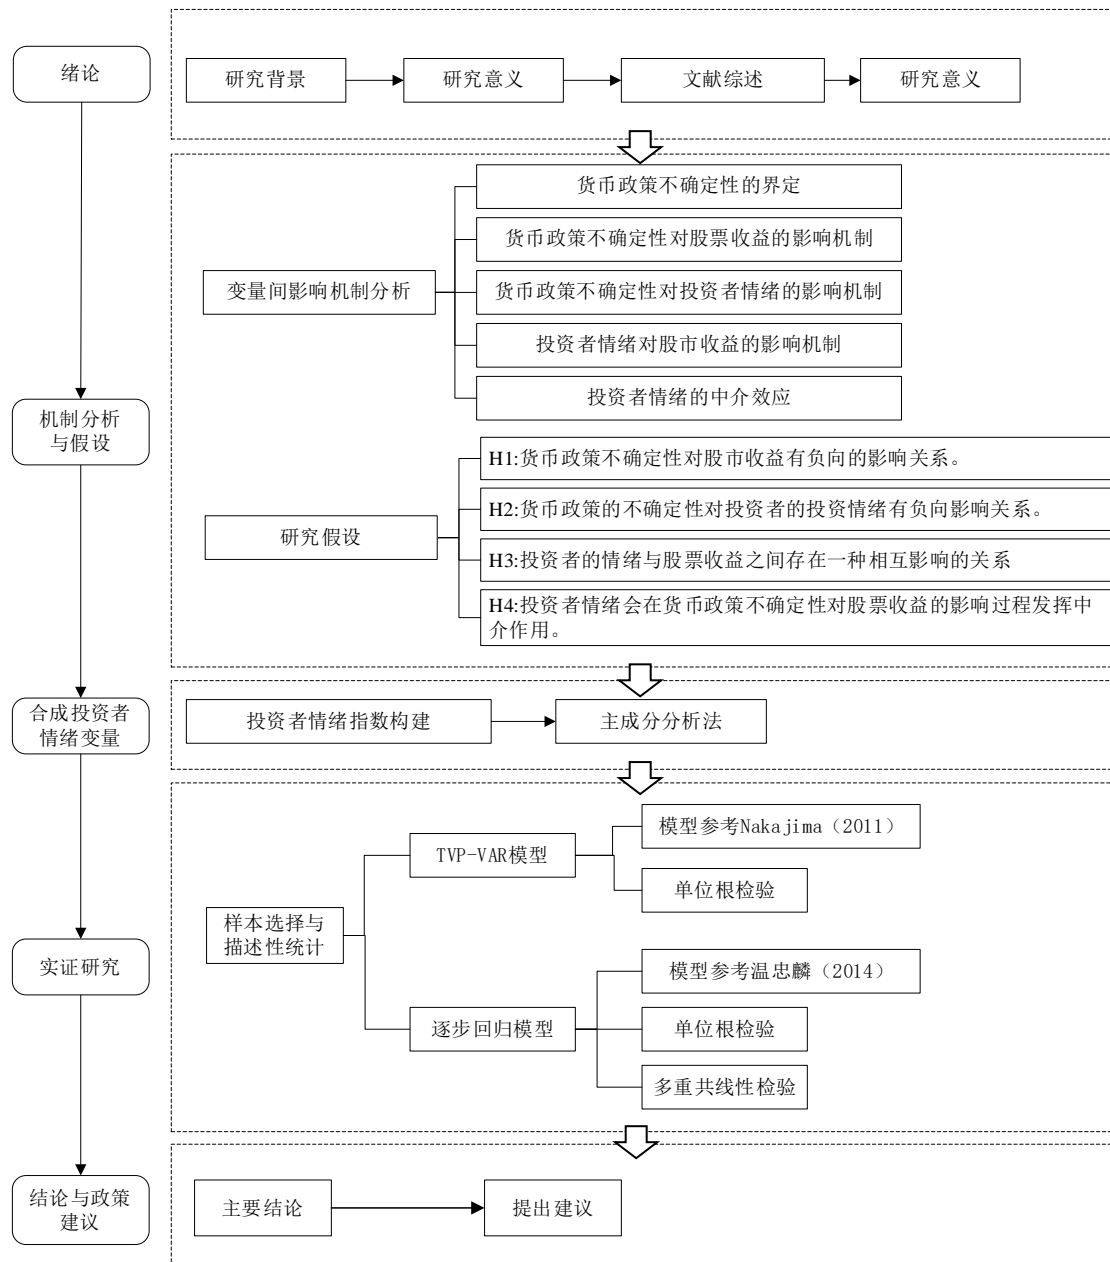 绪论
研究背景
研究意义
文献综述
研究意义
货币政策不确定性的界定
货币政策不确定性对股票收益的影响机制
变量间影响机制分析
货币政策不确定性对投资者情绪的影响机制
投资者情绪对股市收益的影响机制
投资者情绪的中介效应
机制分析
与假设
H1:货币政策不确定性对股市收益有负向的影响关系。
H2:货币政策的不确定性对投资者的投资情绪有负向影响关系。
研究假设
H3:投资者的情绪与股票收益之间存在一种相互影响的关系
H4:投资者情绪会在货币政策不确定性对股票收益的影响过程发挥中
介作用。
合成投资者
情绪变量
投资者情绪指数构建
主成分分析法
模型参考Nakajima（2011）
TVP-VAR模型
单位根检验
样本选择与
描述性统计
实证研究
模型参考温忠麟（2014）
逐步回归模型
单位根检验
多重共线性检验
结论与政策
建议
主要结论
提出建议